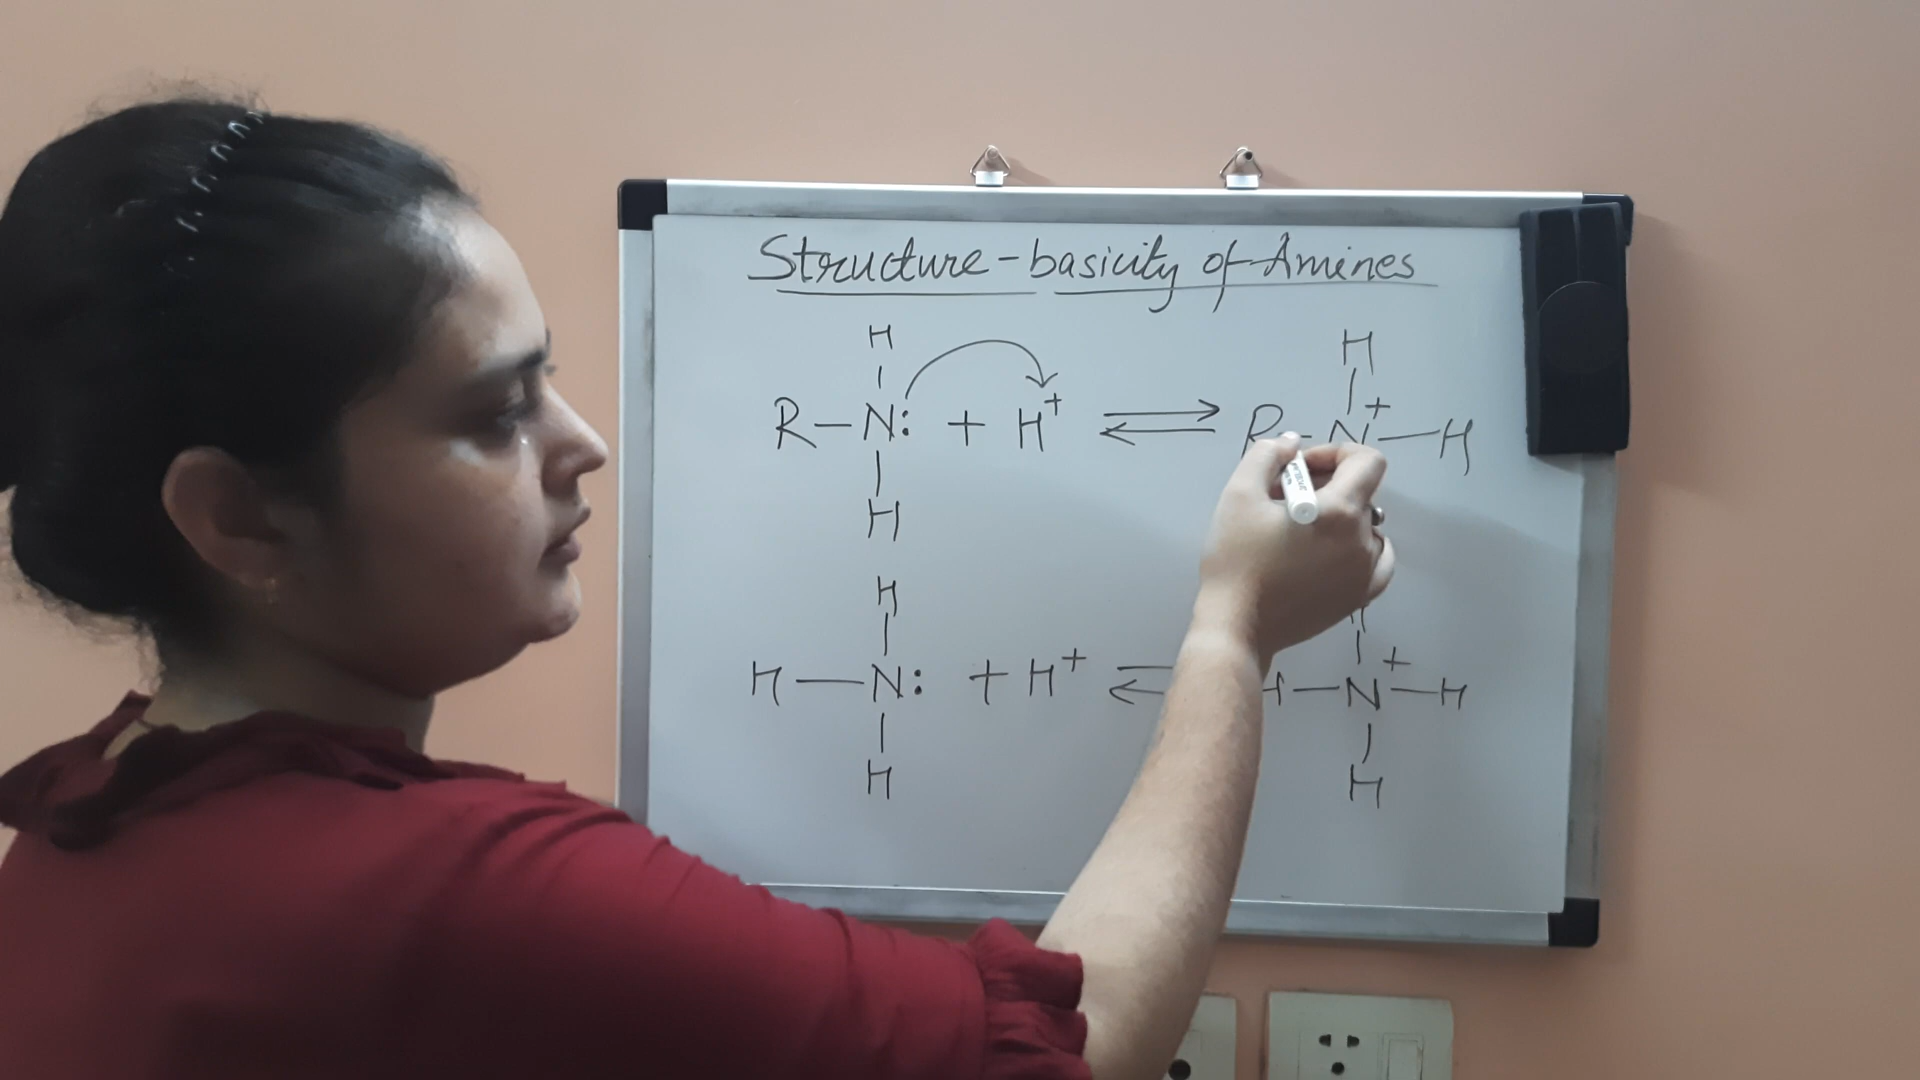 Structure-basicity of Amines
H H
R-N: + H+ ⇌ R-N+-H
H
H
H-N: + H+ ⇌ H-N+-H
H H